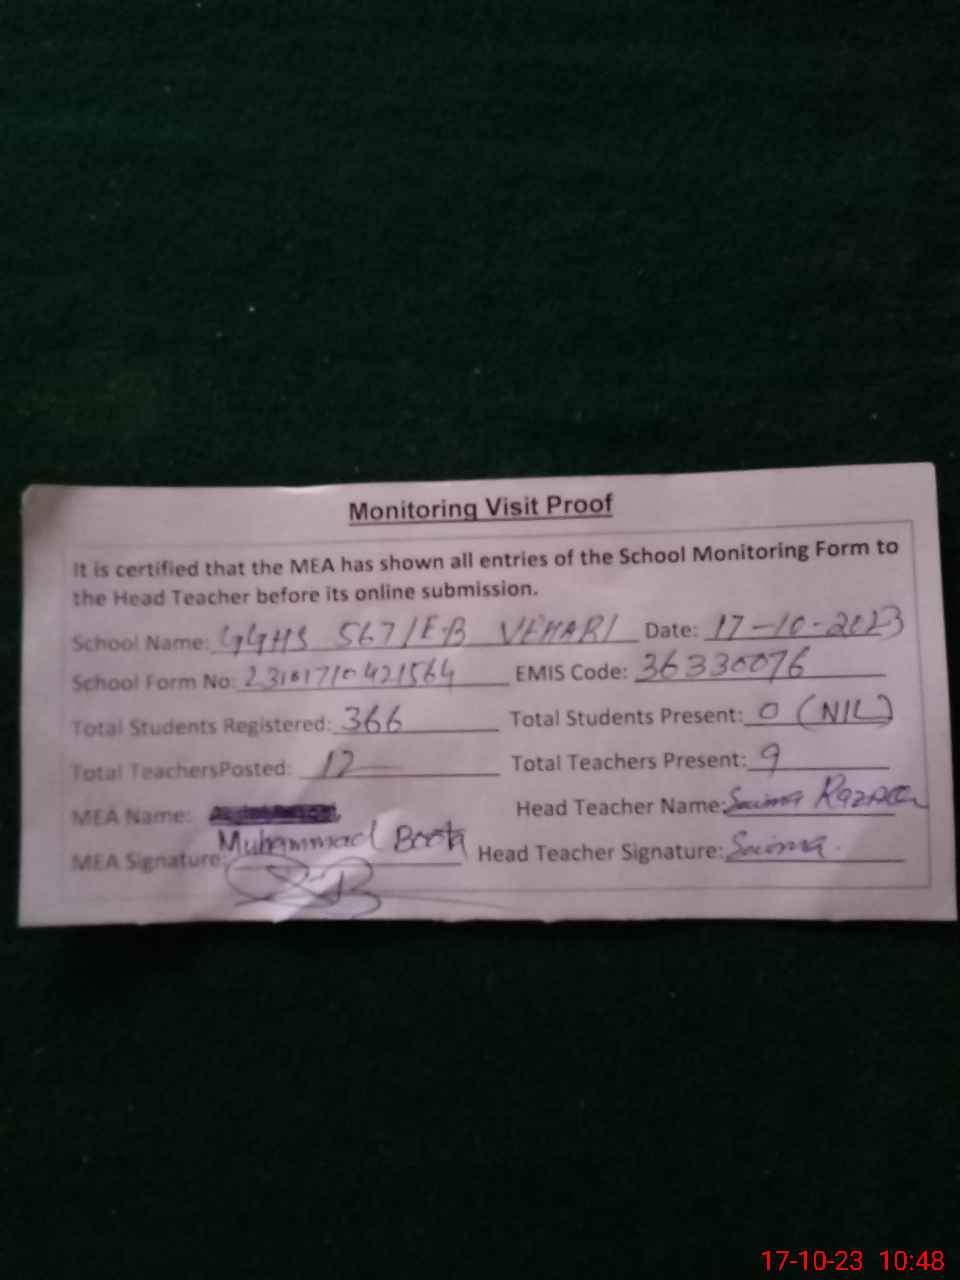 Monitoring Visit Proof
It is certified that the MEA has shown all entries of the School Monitoring Form to
the Head Teacher before its online submission.
School Name: GGHS 567/E-B VEHARI Date: 17-10-2023
School Form No: 23101710421564 EMIS Code: 36330076
Total Students Registered: 366 Total Students Present: 0 (NIL)
Total TeachersPosted: 12 Total Teachers Present: 9
MEA Name: Head Teacher Name: Saima Razzaq
Muhammad Boota
MEA Signature: Head Teacher Signature: Saima.
17-10-23 10:48